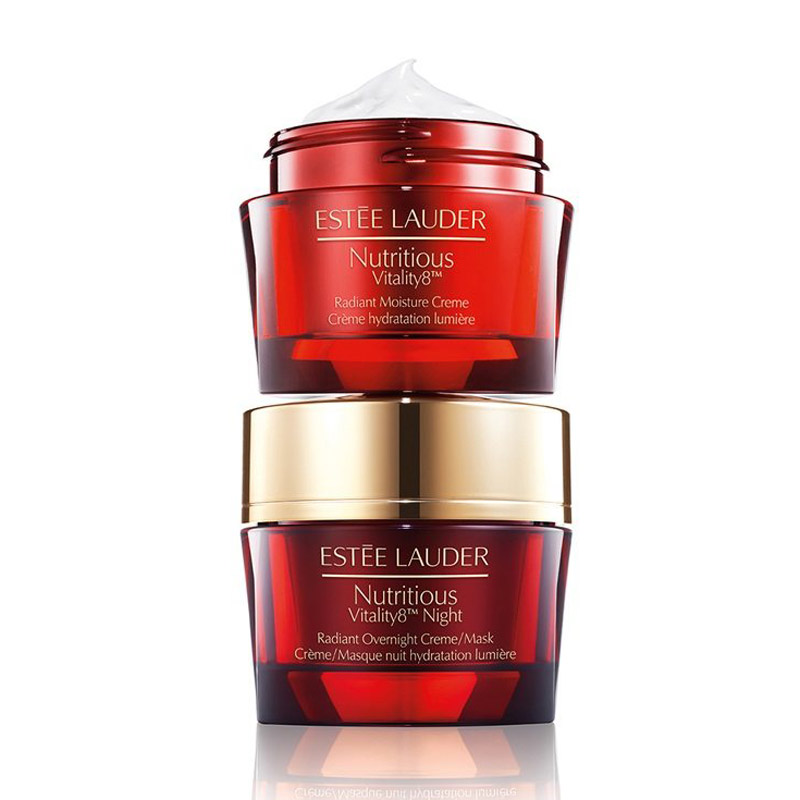 ESTĒE LAUDER
Nutritious
Vitality8™
Radiant Moisture Creme
Crème hydratation lumière
ESTĒE LAUDER
Nutritious
Vitality8™ Night
Radiant Overnight Creme/Mask
Crème/Masque nuit hydratation lumière